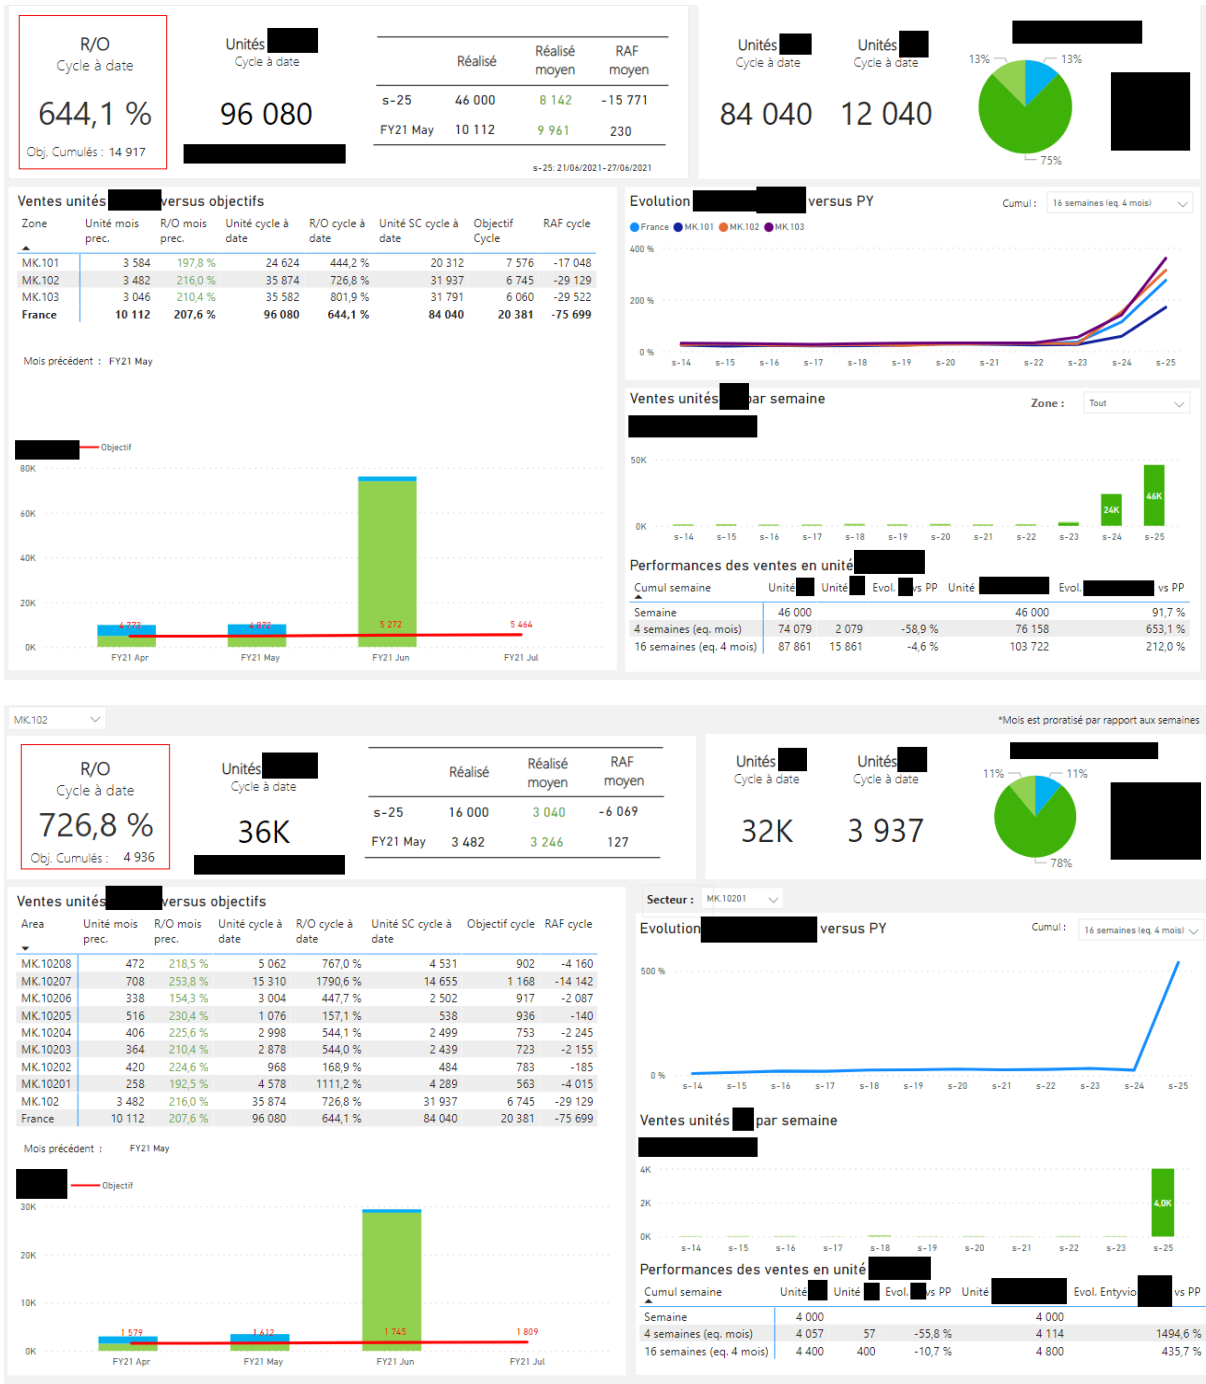 R/O
Cycle à date
644,1 %
Obj. Cumulés : 14 917
Unités
Cycle à date
96 080
Réalisé Réalisé moyen RAF moyen
s-25 46 000 8 142 -15 771
FY21 May 10 112 9 961 230
s-25: 21/06/2021-27/06/2021
Unités
Cycle à date
84 040
Unités
Cycle à date
12 040
13%
13%
75%
Ventes unités versus objectifs
Zone Unité mois prec. R/O mois prec. Unité cycle à date R/O cycle à date Unité SC cycle à date Objectif Cycle RAF cycle
MK.101 3 584 197,8 % 24 624 444,2 % 20 312 7 576 -17 048
MK.102 3 482 216,0 % 35 874 726,8 % 31 937 6 745 -29 129
MK.103 3 046 210,4 % 35 582 801,9 % 31 791 6 060 -29 522
France 10 112 207,6 % 96 080 644,1 % 84 040 20 381 -75 699
Mois précédent : FY21 May
Objectif
80K
60K
40K
20K
0K
4 773 4 872 5 272 5 464
FY21 Apr FY21 May FY21 Jun FY21 Jul
Evolution versus PY
Cumul : 16 semaines (eq. 4 mois)
France MK.101 MK.102 MK.103
400 %
200 %
0 %
s-14 s-15 s-16 s-17 s-18 s-19 s-20 s-21 s-22 s-23 s-24 s-25
Ventes unités par semaine
Zone : Tout
50K
0K
24K 46K
s-14 s-15 s-16 s-17 s-18 s-19 s-20 s-21 s-22 s-23 s-24 s-25
Performances des ventes en unité
Cumul semaine Unité Unité Evol. vs PP Unité Evol. vs PP
Semaine 46 000 46 000 91,7 %
4 semaines (eq. mois) 74 079 2 079 -58,9 % 76 158 653,1 %
16 semaines (eq. 4 mois) 87 861 15 861 -4,6 % 103 722 212,0 %
MK.102
*Mois est proratisé par rapport aux semaines
R/O
Cycle à date
726,8 %
Obj. Cumulés : 4 936
Unités
Cycle à date
36K
Réalisé Réalisé moyen RAF moyen
s-25 16 000 3 040 -6 069
FY21 May 3 482 3 246 127
Unités
Cycle à date
32K
Unités
Cycle à date
3 937
11%
11%
78%
Ventes unités versus objectifs
Area Unité mois prec. R/O mois prec. Unité cycle à date R/O cycle à date Unité SC cycle à date Objectif cycle RAF cycle
MK.10208 472 218,5 % 5 062 767,0 % 4 531 902 -4 160
MK.10207 708 253,8 % 15 310 1790,6 % 14 655 1 168 -14 142
MK.10206 338 154,3 % 3 004 447,7 % 2 502 917 -2 087
MK.10205 516 230,4 % 1 076 157,1 % 538 936 -140
MK.10204 406 225,6 % 2 998 544,1 % 2 499 753 -2 245
MK.10203 364 210,4 % 2 878 544,0 % 2 439 723 -2 155
MK.10202 420 224,6 % 968 168,9 % 484 783 -185
MK.10201 258 192,5 % 4 578 1111,2 % 4 289 563 -4 015
MK.102 3 482 216,0 % 35 874 726,8 % 31 937 6 745 -29 129
France 10 112 207,6 % 96 080 644,1 % 84 040 20 381 -75 699
Mois précédent : FY21 May
Objectif
30K
20K
10K
0K
1 579 1 612 1 745 1 809
FY21 Apr FY21 May FY21 Jun FY21 Jul
Secteur : MK.10201
Evolution versus PY
Cumul : 16 semaines (eq. 4 mois)
500 %
0 %
s-14 s-15 s-16 s-17 s-18 s-19 s-20 s-21 s-22 s-23 s-24 s-25
Ventes unités par semaine
4K
2K
0K
4,0K
s-14 s-15 s-16 s-17 s-18 s-19 s-20 s-21 s-22 s-23 s-25
Performances des ventes en unité
Cumul semaine Unité Unité Evol. vs PP Unité Evol. Entyvio vs PP
Semaine 4 000 4 000
4 semaines (eq. mois) 4 057 57 -55,8 % 4 114 1494,6 %
16 semaines (eq. 4 mois) 4 400 400 -10,7 % 4 800 435,7 %